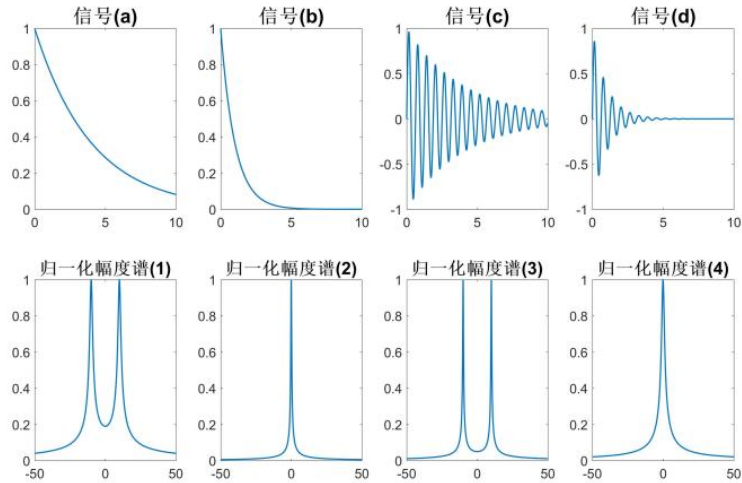 信号(a) 信号(b) 信号(c) 信号(d)
1 1 1 1
0.8 0.8 0.5 0.5
0.6 0.6
0.4 0.4 0 0
0.2 0.2 -0.5 -0.5
0 0 -1 -1
0 5 10 0 5 10 0 5 10 0 5 10
归一化幅度谱(1) 归一化幅度谱(2) 归一化幅度谱(3) 归一化幅度谱(4)
1 1 1 1
0.8 0.8 0.8 0.8
0.6 0.6 0.6 0.6
0.4 0.4 0.4 0.4
0.2 0.2 0.2 0.2
0 0 0 0
-50 0 50 -50 0 50 -50 0 50 -50 0 50